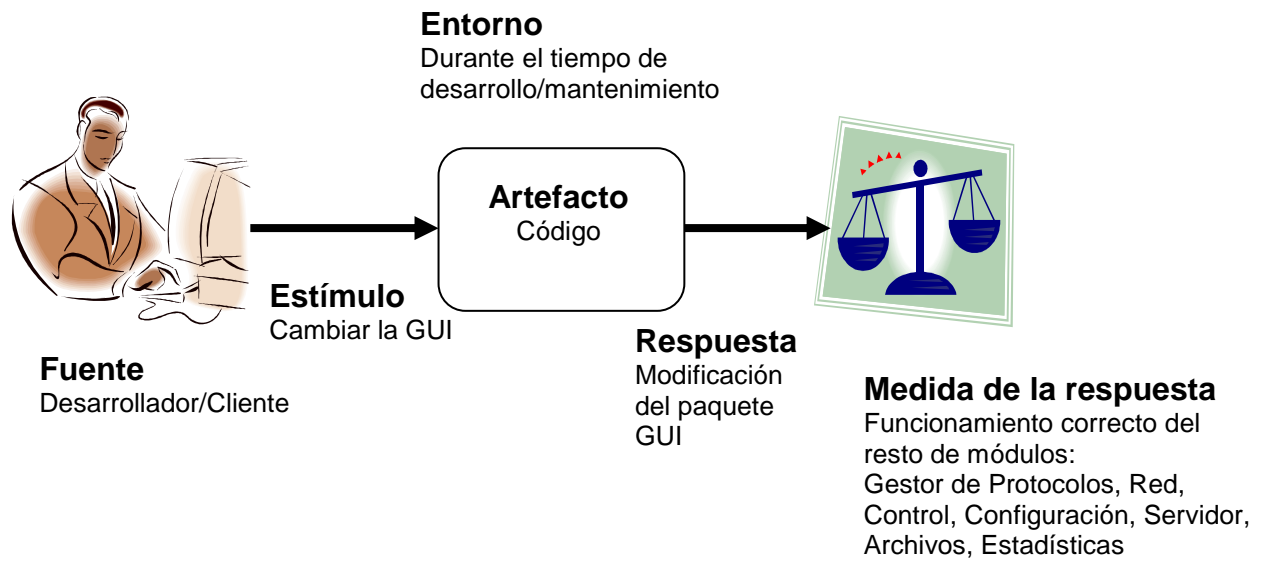 Entorno
Durante el tiempo de
desarrollo/mantenimiento
Artefacto
Código
Estímulo
Cambiar la GUI
Fuente
Desarrollador/Cliente
Respuesta
Modificación
del paquete
GUI
Medida de la respuesta
Funcionamiento correcto del
resto de módulos:
Gestor de Protocolos, Red,
Control, Configuración, Servidor,
Archivos, Estadísticas